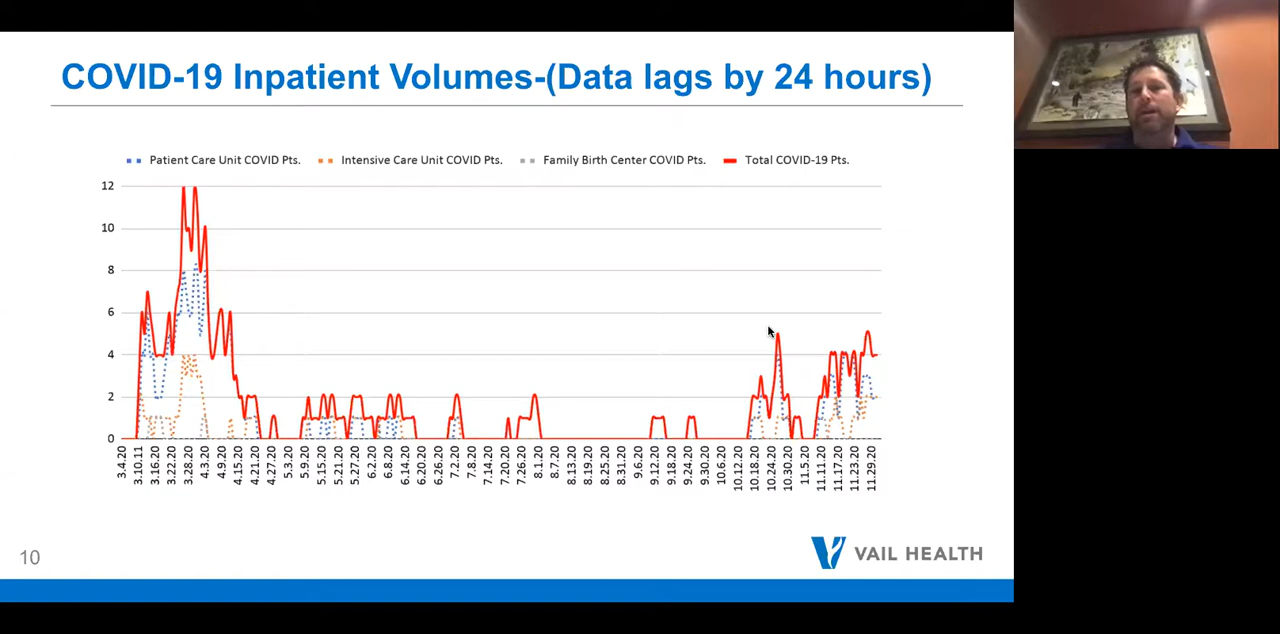 COVID-19 Inpatient Volumes-(Data lags by 24 hours)
Patient Care Unit COVID Pts. Intensive Care Unit COVID Pts. Family Birth Center COVID Pts. Total COVID-19 Pts.
12
10
8
6
4
2
0
3.4.20 3.10.11 3.16.20 3.22.20 3.28.20 4.3.20 4.9.20 4.15.20 4.21.20 4.27.20 5.3.20 5.9.20 5.15.20 5.21.20 5.27.20 6.2.20 6.8.20 6.14.20 6.20.20 6.26.20 7.2.20 7.8.20 7.14.20 7.20.20 7.26.20 8.1.20 8.7.20 8.13.20 8.19.20 8.25.20 8.31.20 9.6.20 9.12.20 9.18.20 9.24.20 9.30.20 10.6.20 10.12.20 10.18.20 10.24.20 10.30.20 11.5.20 11.11.20 11.17.20 11.23.20 11.29.20
10
VAIL HEALTH